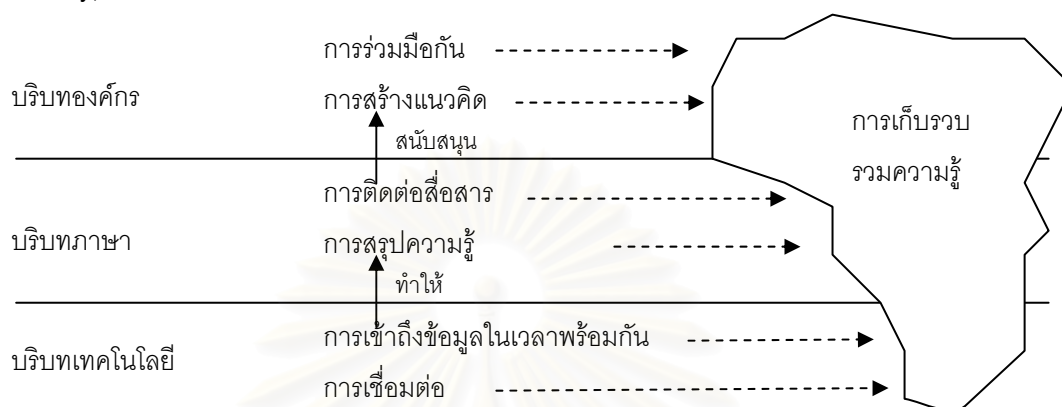 การร่วมมือกัน
บริบทองค์กร
การสร้างแนวคิด
การเก็บรวบ
รวมความรู้
สนับสนุน
การติดต่อสื่อสาร
บริบทภาษา
การสรุปความรู้
ทำให้
การเข้าถึงข้อมูลในเวลาพร้อมกัน
บริบทเทคโนโลยี
การเชื่อมต่อ